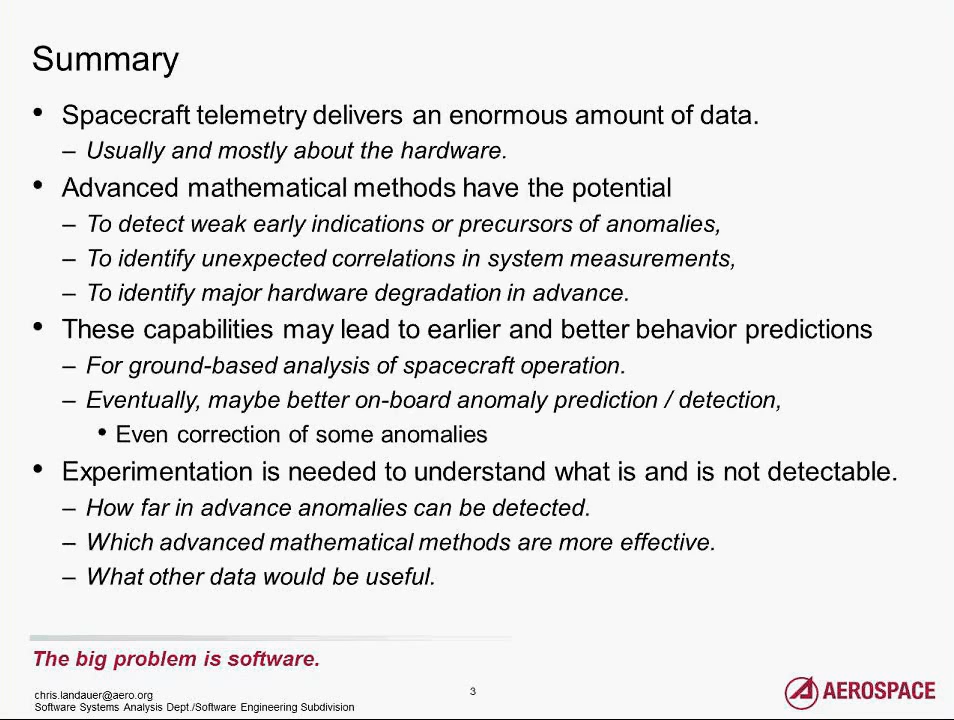 Summary
• Spacecraft telemetry delivers an enormous amount of data.
– Usually and mostly about the hardware.
• Advanced mathematical methods have the potential
– To detect weak early indications or precursors of anomalies,
– To identify unexpected correlations in system measurements,
– To identify major hardware degradation in advance.
• These capabilities may lead to earlier and better behavior predictions
– For ground-based analysis of spacecraft operation.
– Eventually, maybe better on-board anomaly prediction / detection,
• Even correction of some anomalies
• Experimentation is needed to understand what is and is not detectable.
– How far in advance anomalies can be detected.
– Which advanced mathematical methods are more effective.
– What other data would be useful.
The big problem is software.
chris.landauer@aero.org
Software Systems Analysis Dept./Software Engineering Subdivision
3
AEROSPACE